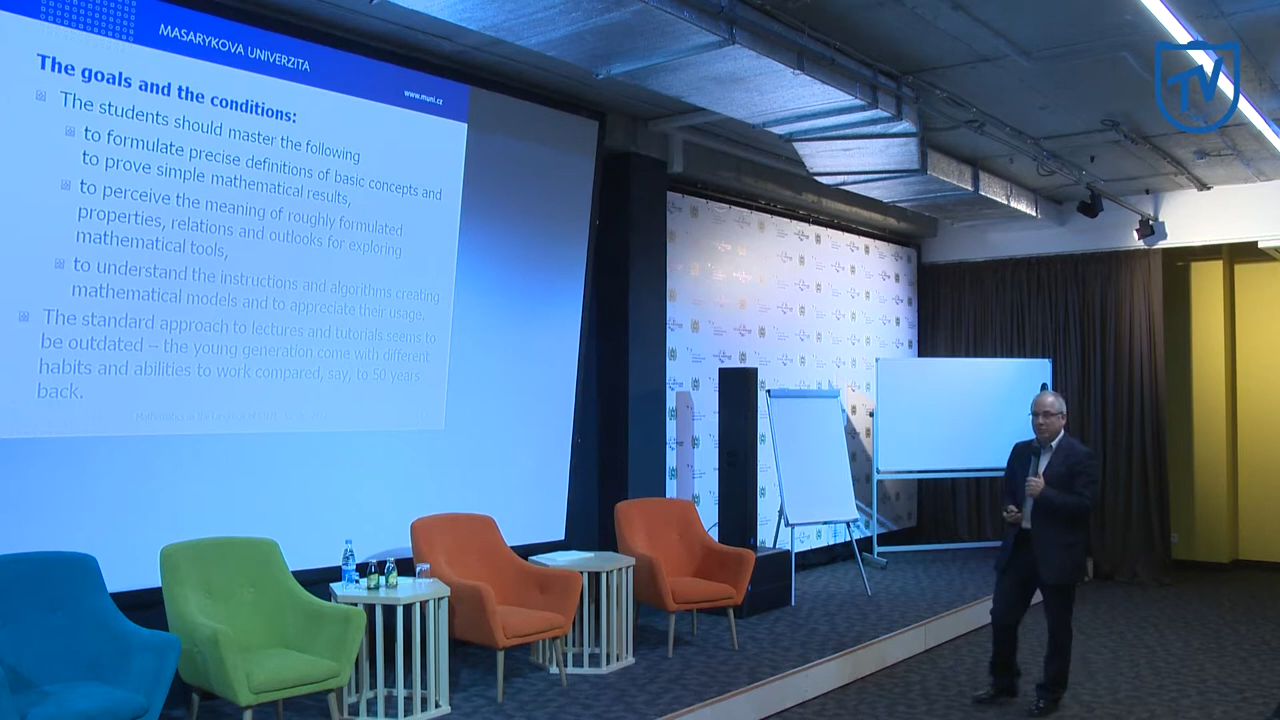 MASARYKOVA UNIVERZITA
www.muni.cz
The goals and the conditions:
The students should master the following
to formulate precise definitions of basic concepts and
to prove simple mathematical results,
to perceive the meaning of roughly formulated
properties, relations and outlooks for exploring
mathematical tools,
to understand the instructions and algorithms creating
mathematical models and to appreciate their usage.
The standard approach to lectures and tutorials seems to
be outdated – the young generation come with different
habits and abilities to work compared, say, to 50 years
back.
TV